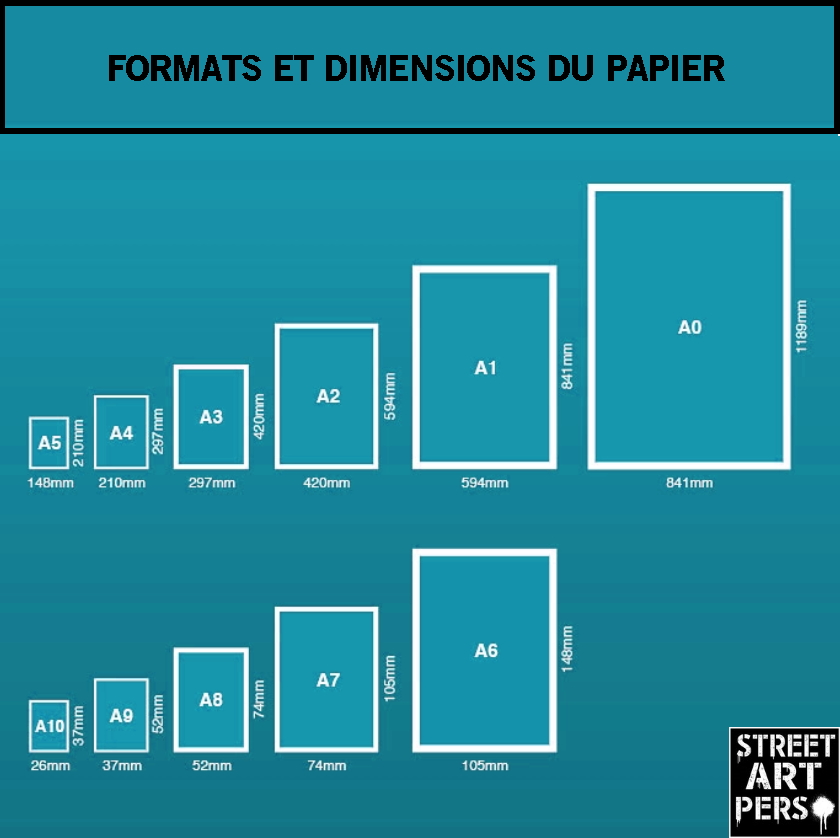 FORMATS ET DIMENSIONS DU PAPIER
A0
1189mm
841mm
A1
841mm
594mm
A2
594mm
420mm
A3
420mm
297mm
A4
297mm
210mm
A5
210mm
148mm
A6
148mm
105mm
A7
105mm
74mm
A8
74mm
52mm
A9
52mm
37mm
A10
37mm
26mm
STREET
ART
PERSO